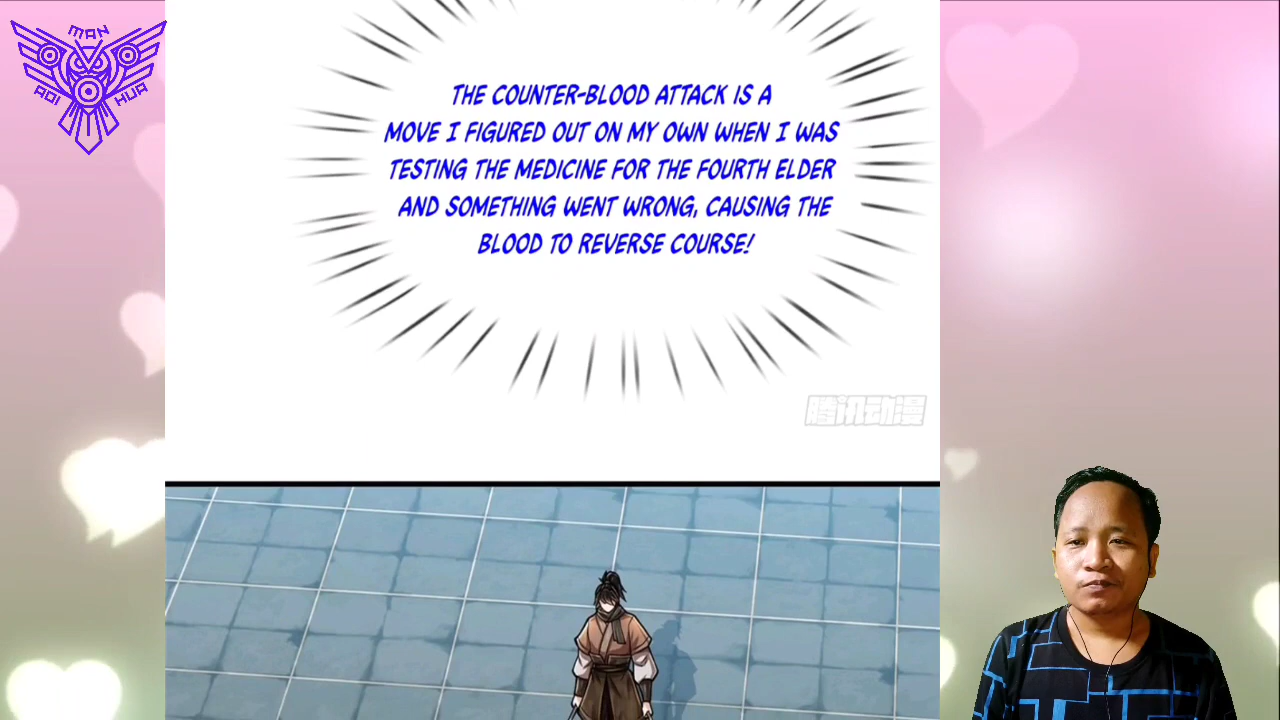 MAN
AOI
HUA
THE COUNTER-BLOOD ATTACK IS A
MOVE I FIGURED OUT ON MY OWN WHEN I WAS
TESTING THE MEDICINE FOR THE FOURTH ELDER
AND SOMETHING WENT WRONG, CAUSING THE
BLOOD TO REVERSE COURSE!
腾讯动漫